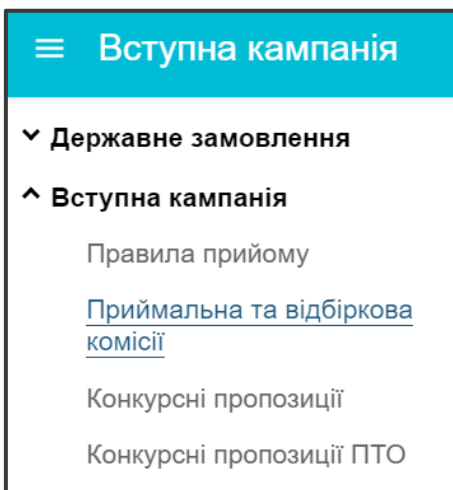 Вступна кампанія
Державне замовлення
Вступна кампанія
Правила прийому
Приймальна та відбіркова
комісії
Конкурсні пропозиції
Конкурсні пропозиції ПТО